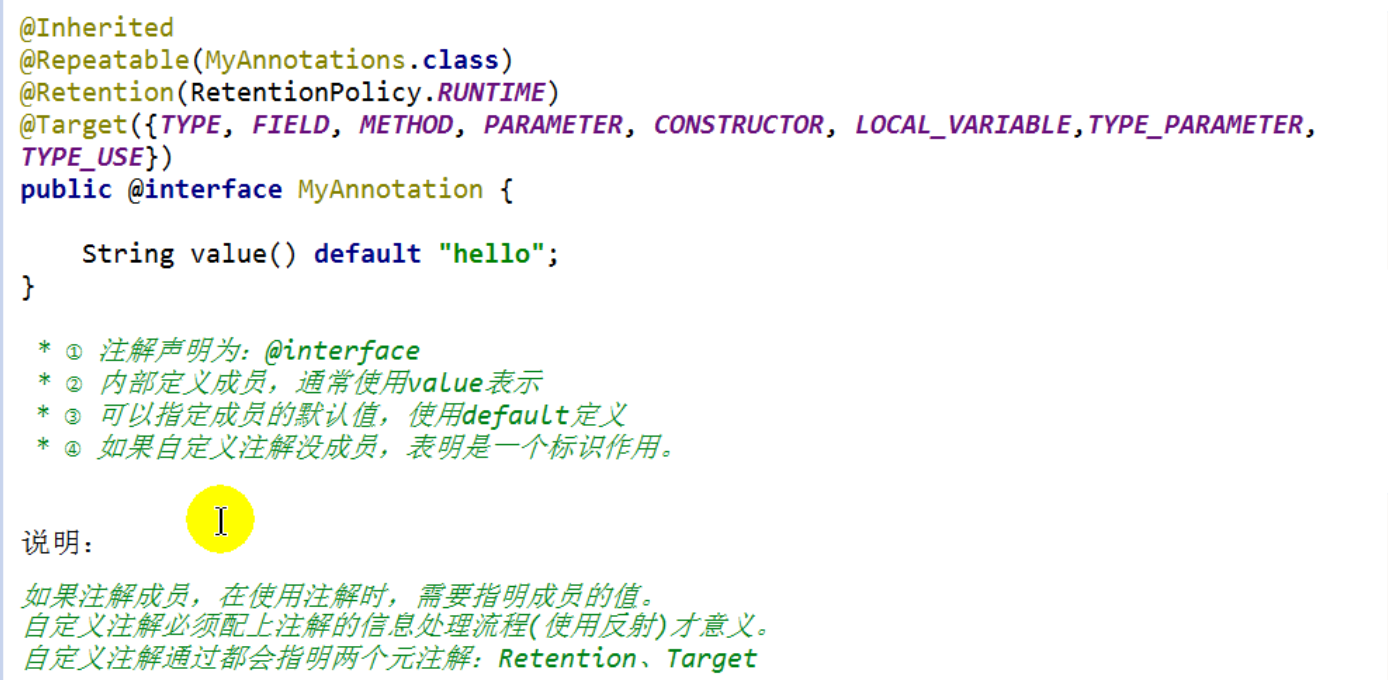 @Inherited
@Repeatable(MyAnnotations.class)
@Retention(RetentionPolicy.RUNTIME)
@Target({TYPE, FIELD, METHOD, PARAMETER, CONSTRUCTOR, LOCAL_VARIABLE,TYPE_PARAMETER,
TYPE_USE})
public @interface MyAnnotation {
String value() default "hello";
}
* ① 注解声明为：@interface
* ② 内部定义成员，通常使用value表示
* ③ 可以指定成员的默认值，使用default定义
* ④ 如果自定义注解没成员，表明是一个标识作用。
说明：
如果注解成员，在使用注解时，需要指明成员的值。
自定义注解必须配上注解的信息处理流程(使用反射)才意义。
自定义注解通过都会指明两个元注解：Retention、Target